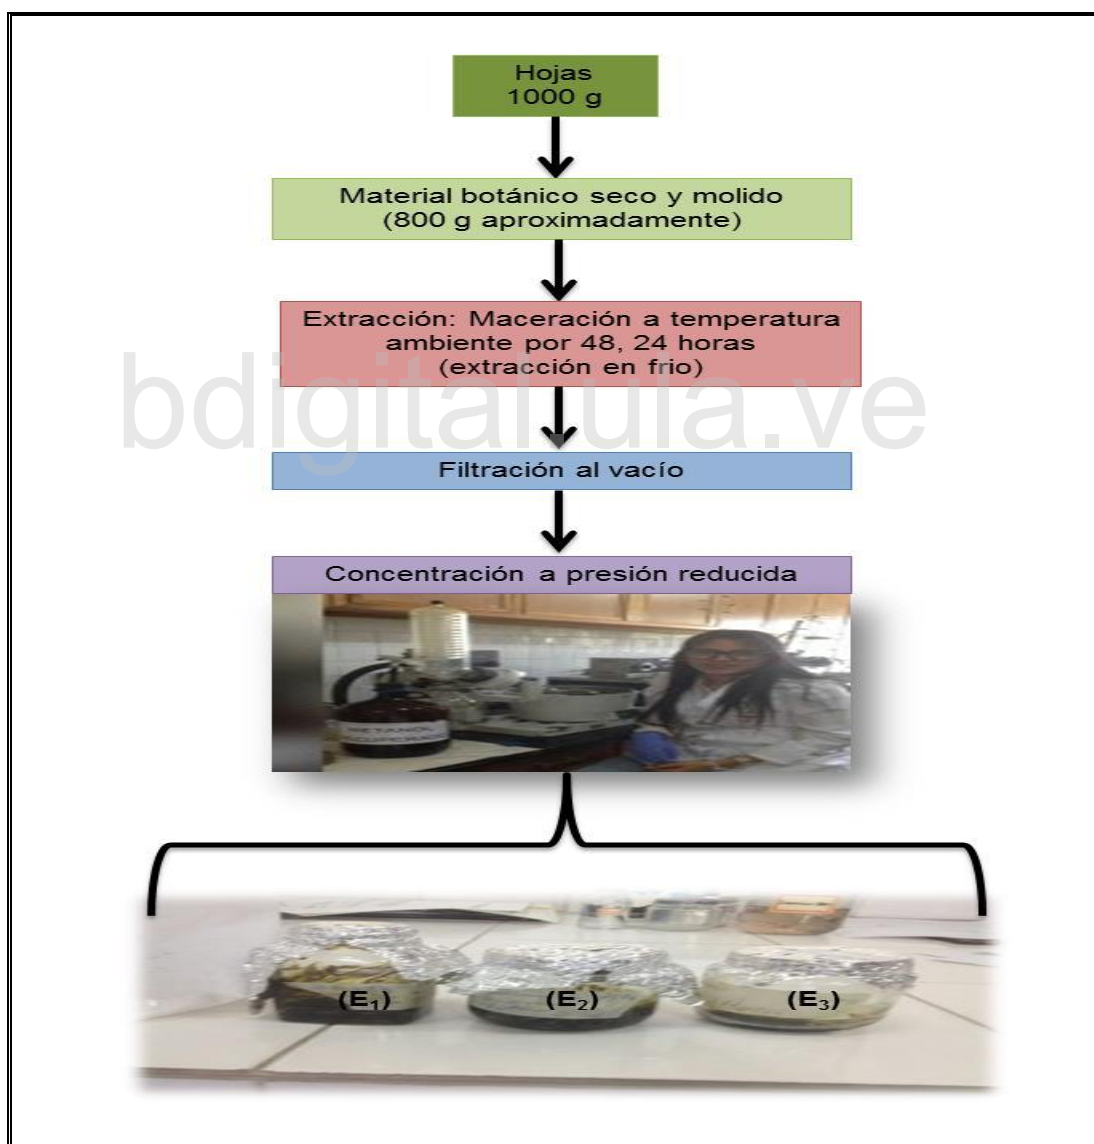 Hojas
1000 g
Material botánico seco y molido
(800 g aproximadamente)
Extracción: Maceración a temperatura
ambiente por 48, 24 horas
(extracción en frio)
bdigital.ula.ve
Filtración al vacío
Concentración a presión reducida
METANOL
(E₁) (E₂) (E₃)